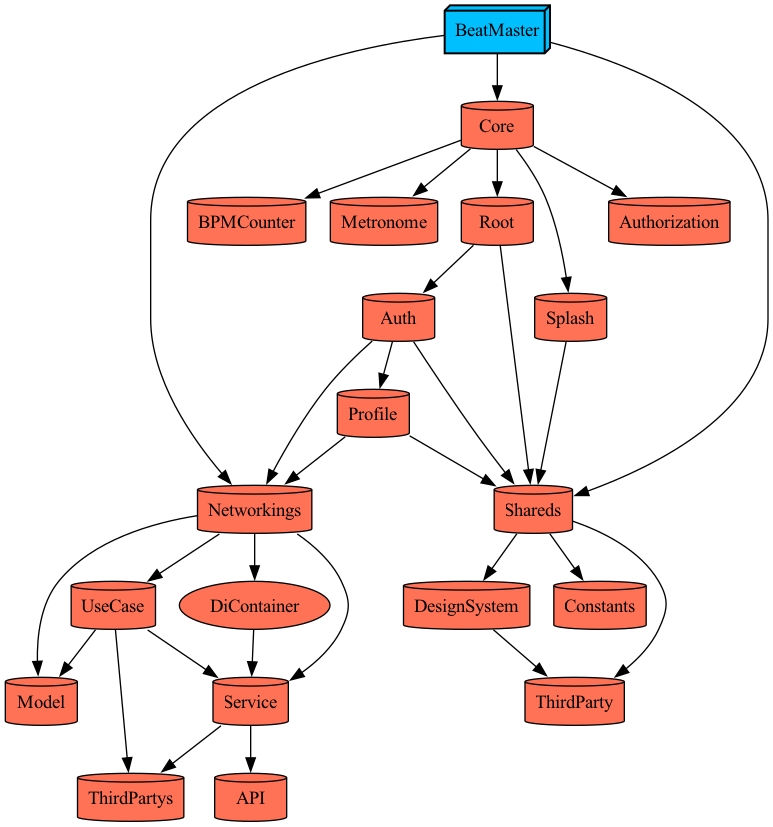 BeatMaster
Core
BPMCounter
Metronome
Root
Authorization
Auth
Splash
Profile
Networkings
Shareds
UseCase
DiContainer
DesignSystem
Constants
Model
Service
ThirdParty
ThirdPartys
API